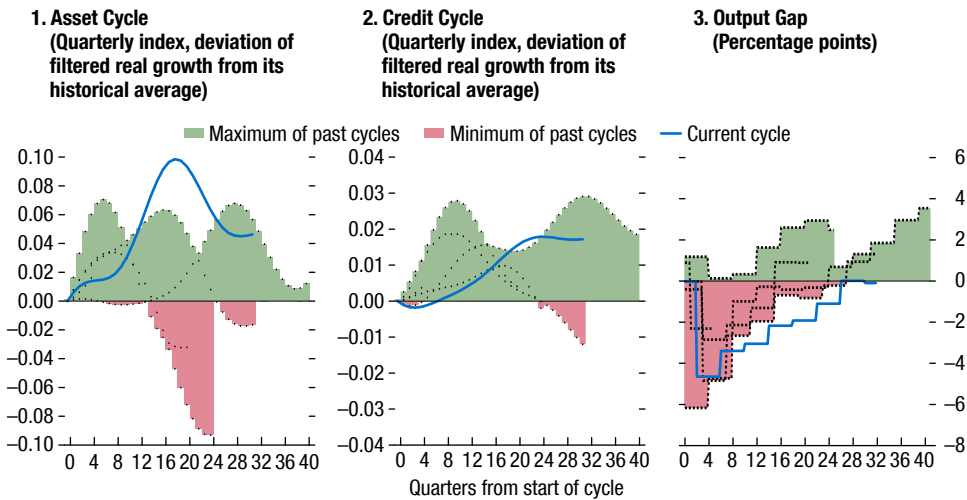 1. Asset Cycle
(Quarterly index, deviation of
filtered real growth from its
historical average)
2. Credit Cycle
(Quarterly index, deviation of
filtered real growth from its
historical average)
3. Output Gap
(Percentage points)
Maximum of past cycles
Minimum of past cycles
Current cycle
0.10
0.08
0.06
0.04
0.02
0.00
–0.02
–0.04
–0.06
–0.08
–0.10
0 4 8 12 16 20 24 28 32 36 40
0.04
0.03
0.02
0.01
0.00
–0.01
–0.02
–0.03
–0.04
0 4 8 12 16 20 24 28 32 36 40
6
4
2
0
–2
–4
–6
–8
0 4 8 12 16 20 24 28 32 36 40
Quarters from start of cycle